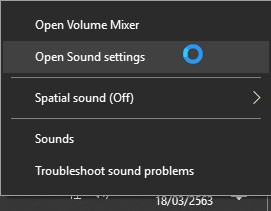 Open Volume Mixer
Open Sound settings
Spatial sound (Off)
Sounds
Troubleshoot sound problems
18/03/2563